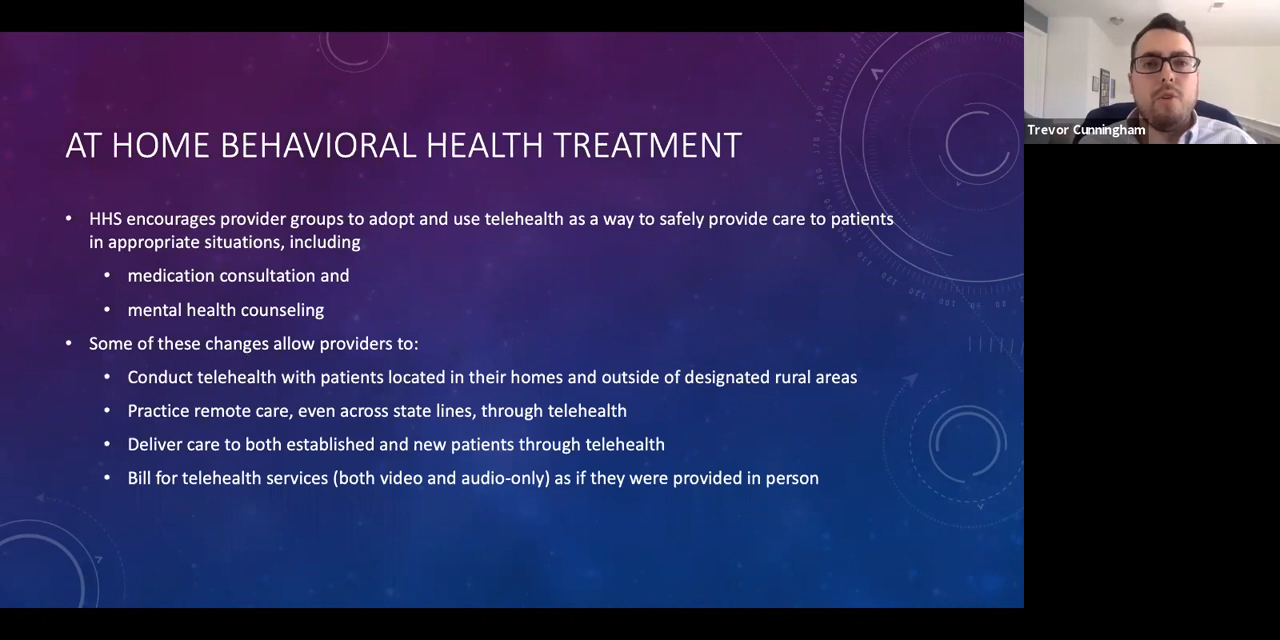 AT HOME BEHAVIORAL HEALTH TREATMENT
• HHS encourages provider groups to adopt and use telehealth as a way to safely provide care to patients
in appropriate situations, including
• medication consultation and
• mental health counseling
• Some of these changes allow providers to:
• Conduct telehealth with patients located in their homes and outside of designated rural areas
• Practice remote care, even across state lines, through telehealth
• Deliver care to both established and new patients through telehealth
• Bill for telehealth services (both video and audio-only) as if they were provided in person
Trevor Cunningham